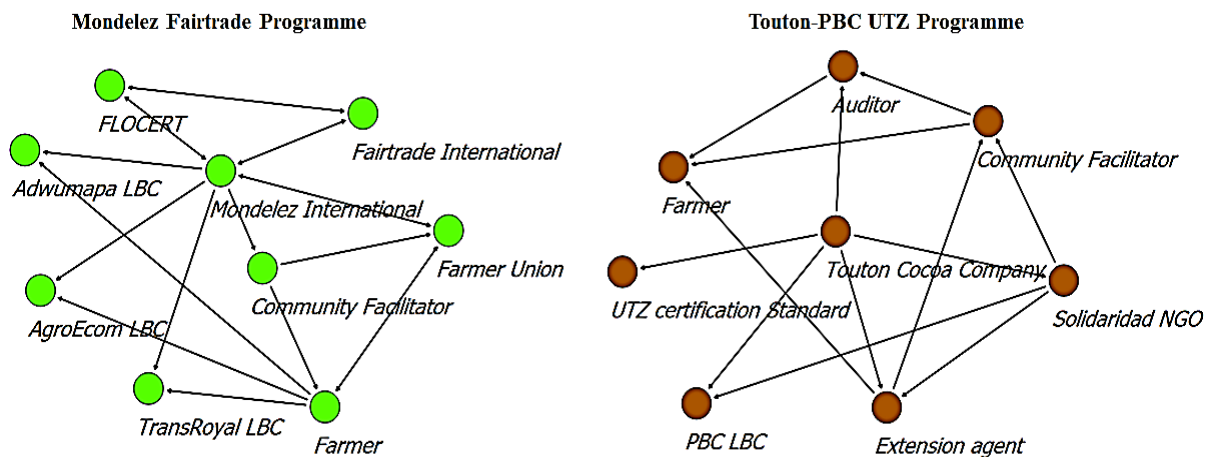 Mondelez Fairtrade Programme
FLOCERT
Fairtrade International
Adwumapa LBC
Mondelez International
Farmer Union
Community Facilitator
AgroEcom LBC
TransRoyal LBC
Farmer
Touton-PBC UTZ Programme
Auditor
Community Facilitator
Farmer
Touton Cocoa Company
UTZ certification Standard
Solidaridad NGO
PBC LBC
Extension agent